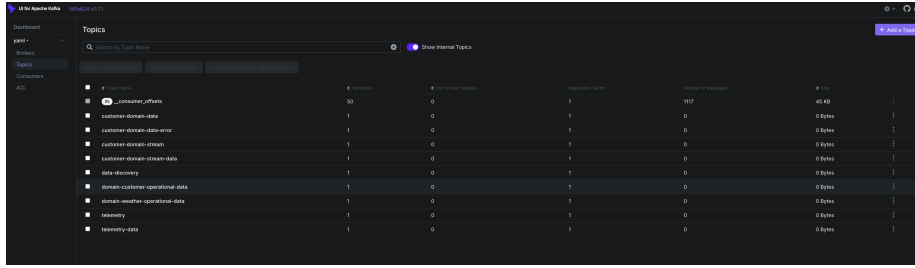 UI for Apache Kafka v0.7.1
Dashboard
yaml
Brokers
Topics
Consumers
ACL
Topics
+ Add a Topic
Search by Topic Name
Show Internal Topics
Topic Name Partitions Out of sync replicas Replication Factor Number of messages Size
IN __consumer_offsets 50 0 1 1117 45 KB
customer-domain-data 1 0 1 0 0 Bytes
customer-domain-data-error 1 0 1 0 0 Bytes
customer-domain-stream 1 0 1 0 0 Bytes
customer-domain-stream-data 1 0 1 0 0 Bytes
data-discovery 1 0 1 0 0 Bytes
domain-customer-operational-data 1 0 1 0 0 Bytes
domain-weather-operational-data 1 0 1 0 0 Bytes
telemetry 1 0 1 0 0 Bytes
telemetry-data 1 0 1 0 0 Bytes